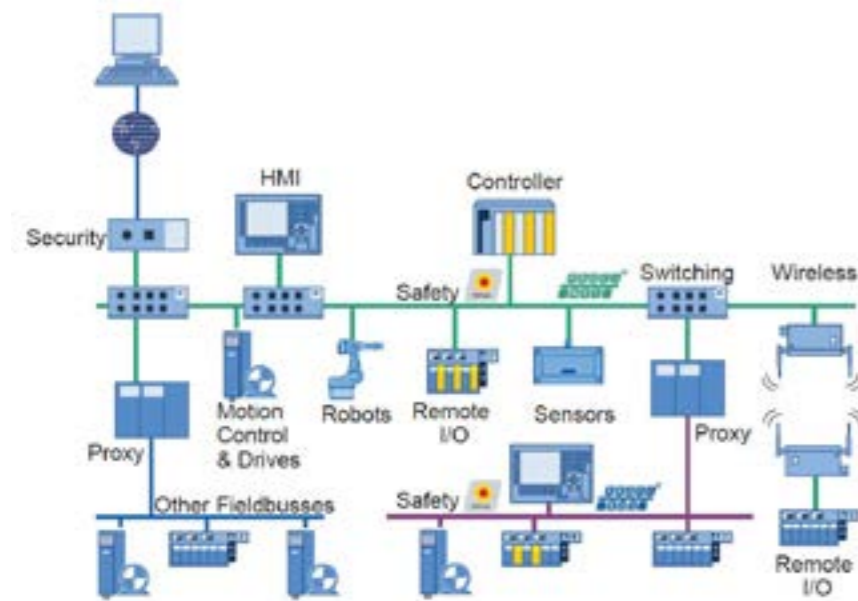 HMI
Controller
Security
Safety
Switching
Wireless
Motion
Control
& Drives
Robots
Remote
I/O
Sensors
Proxy
Proxy
Other Fieldbusses
Safety
Remote
I/O